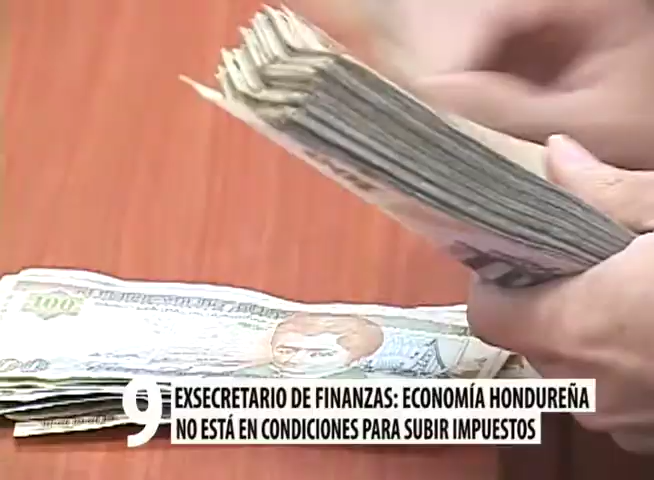 100
9
EXSECRETARIO DE FINANZAS: ECONOMÍA HONDUREÑA
NO ESTÁ EN CONDICIONES PARA SUBIR IMPUESTOS